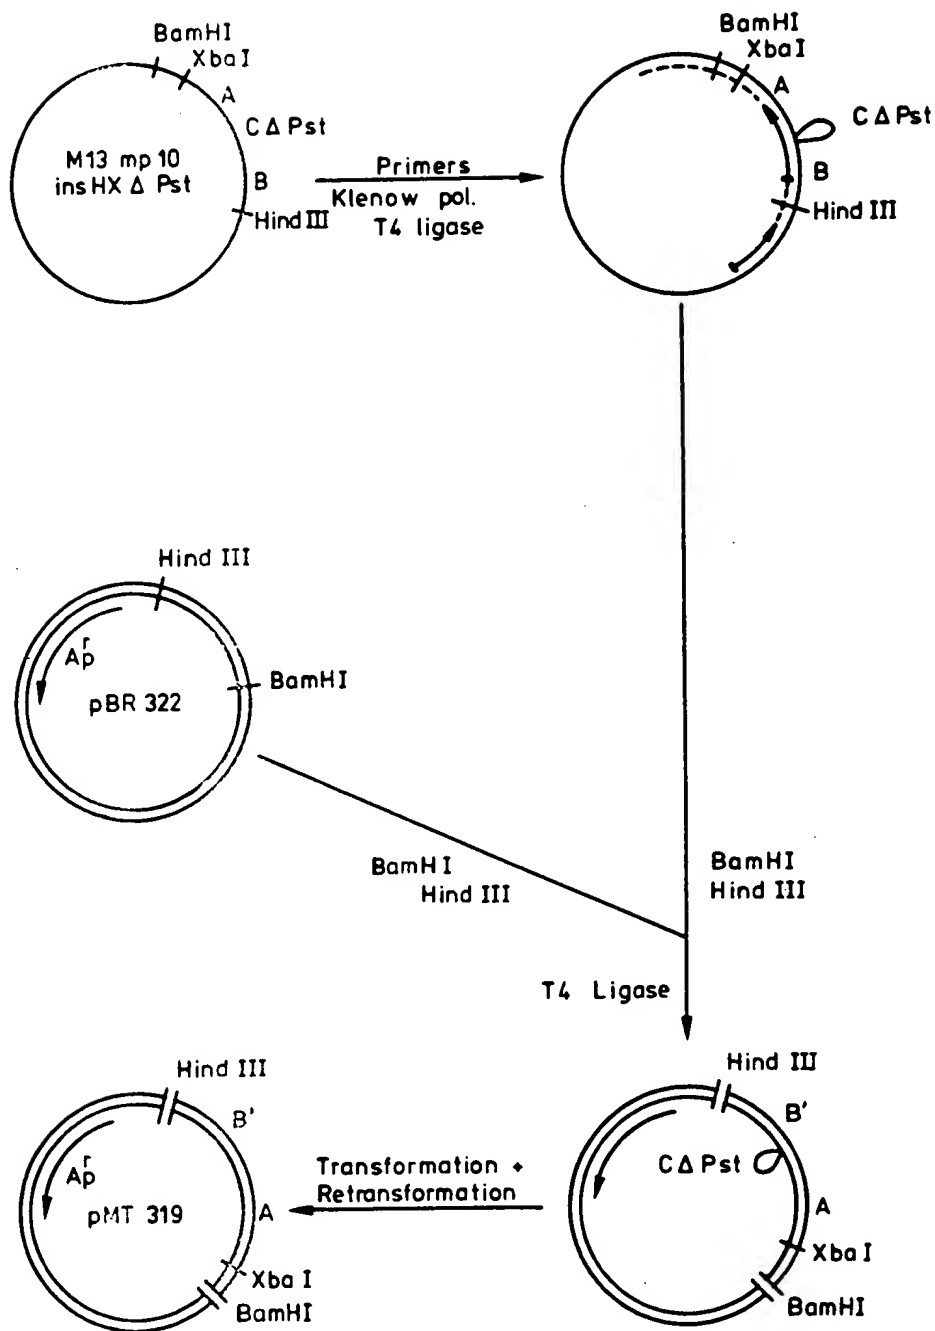 BamHI
XbaI
A
C Δ Pst
M13 mp 10
ins HX Δ Pst
B
Hind III
Primers
Klenow pol.
T4 ligase
BamHI
XbaI
A
C Δ Pst
B
Hind III
Hind III
Ap r
BamHI
pBR 322
BamHI
Hind III
BamHI
Hind III
T4 Ligase
Hind III
B'
Ap r
pMT 319
A
Xba I
BamHI
Transformation +
Retransformation
Hind III
B'
C Δ Pst
A
Xba I
BamHI